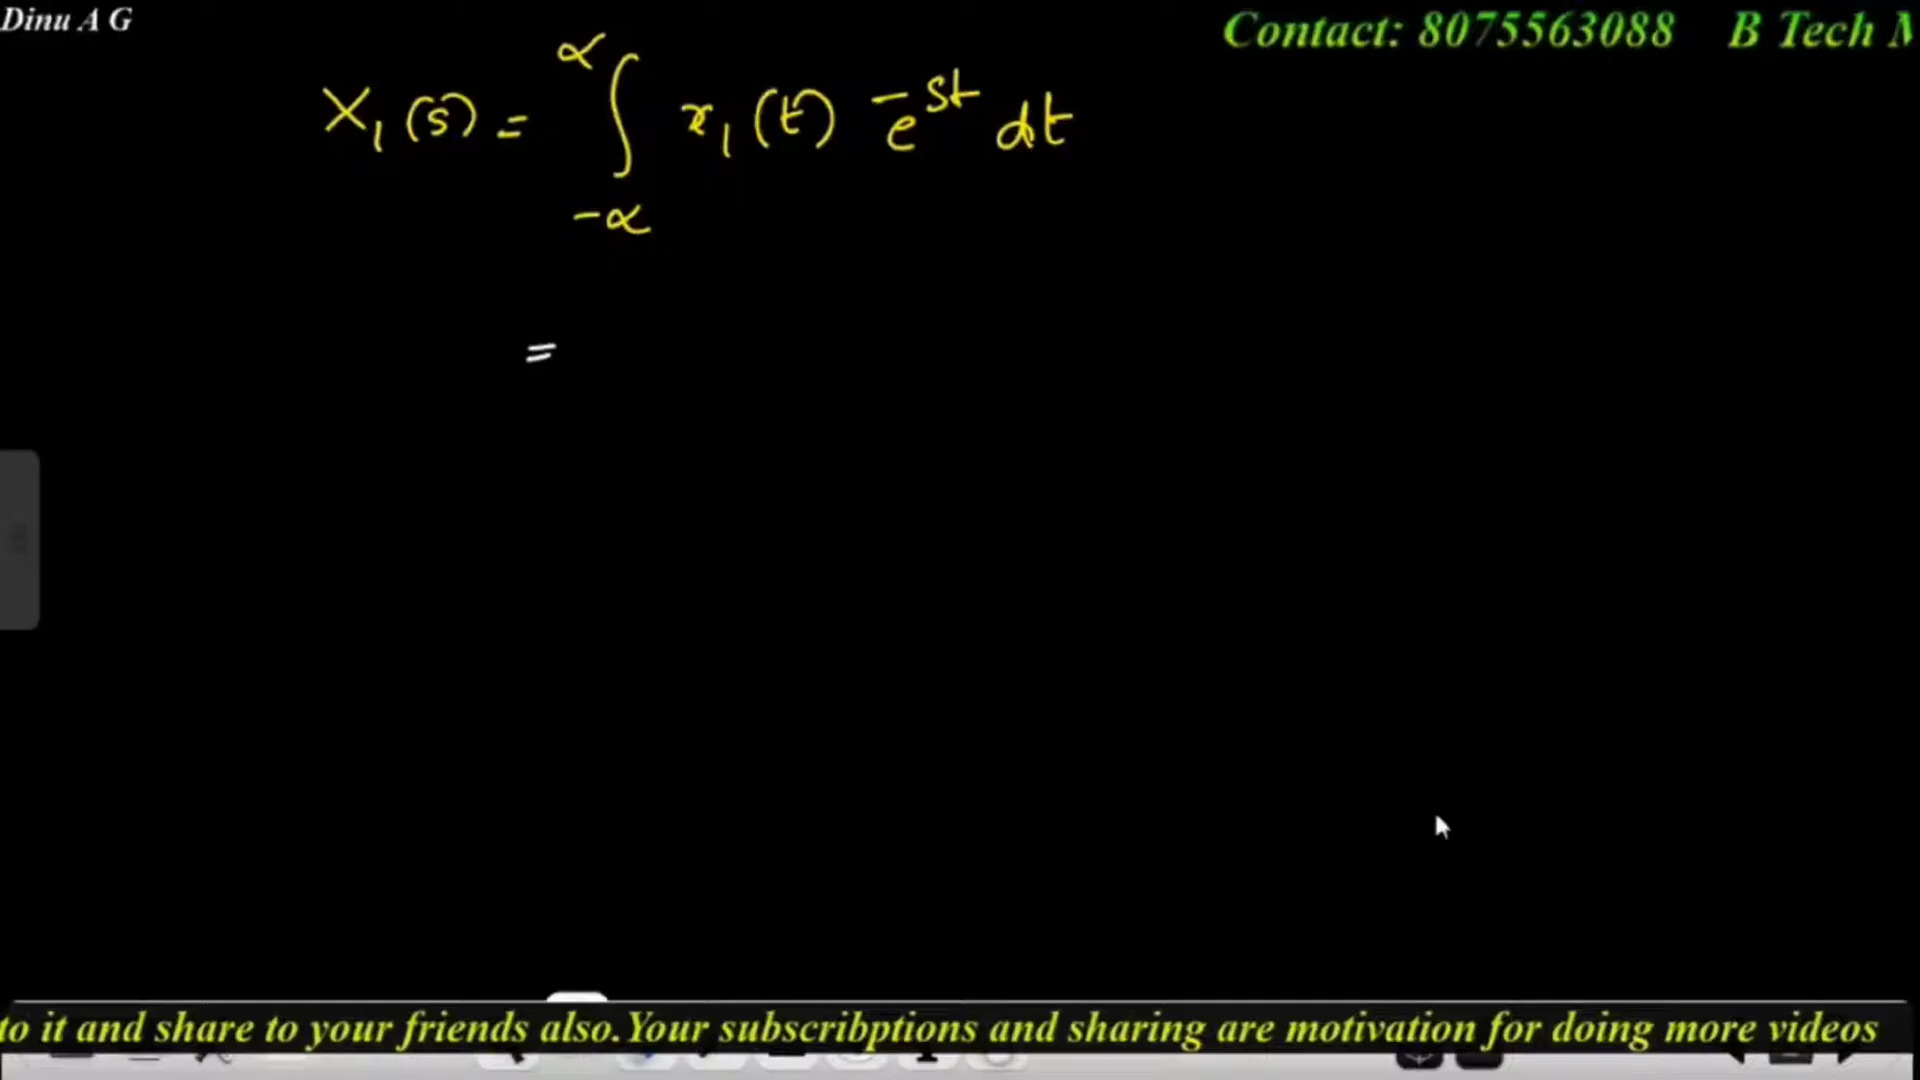 Dinu A G
Contact: 8075563088 B Tech M
X₁(s) = ∫_{-∝}^{∝} x₁(t) e^{-st} dt
=
to it and share to your friends also.Your subscribptions and sharing are motivation for doing more videos